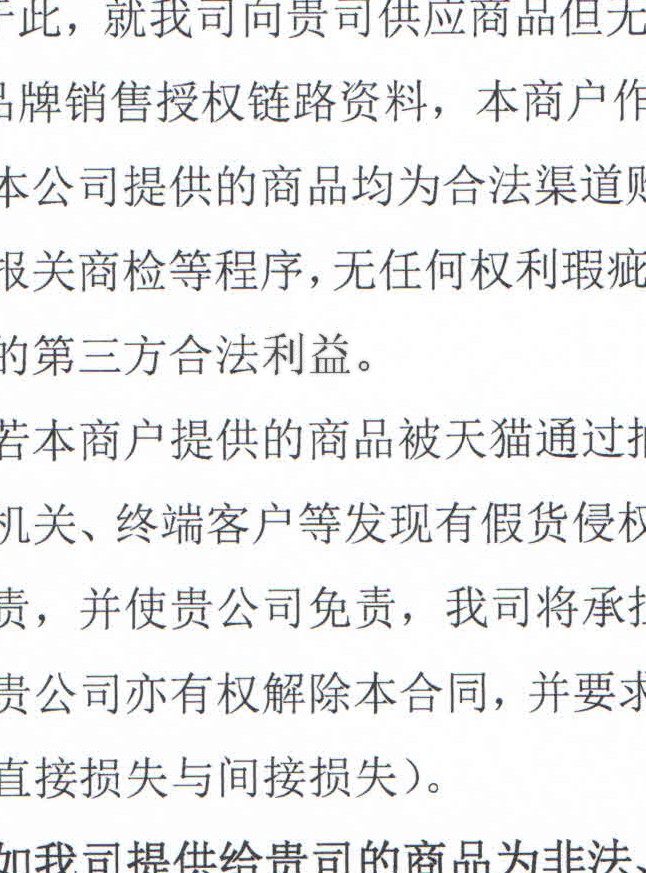 于此，就我司向贵司供应商品但无
品牌销售授权链路资料，本商户作
本公司提供的商品均为合法渠道购
报关商检等程序，无任何权利瑕疵
的第三方合法利益。
若本商户提供的商品被天猫通过抽
机关、终端客户等发现有假货侵权
责，并使贵公司免责，我司将承担
贵公司亦有权解除本合同，并要求
直接损失与间接损失）。
如我司提供给贵司的商品为非法、